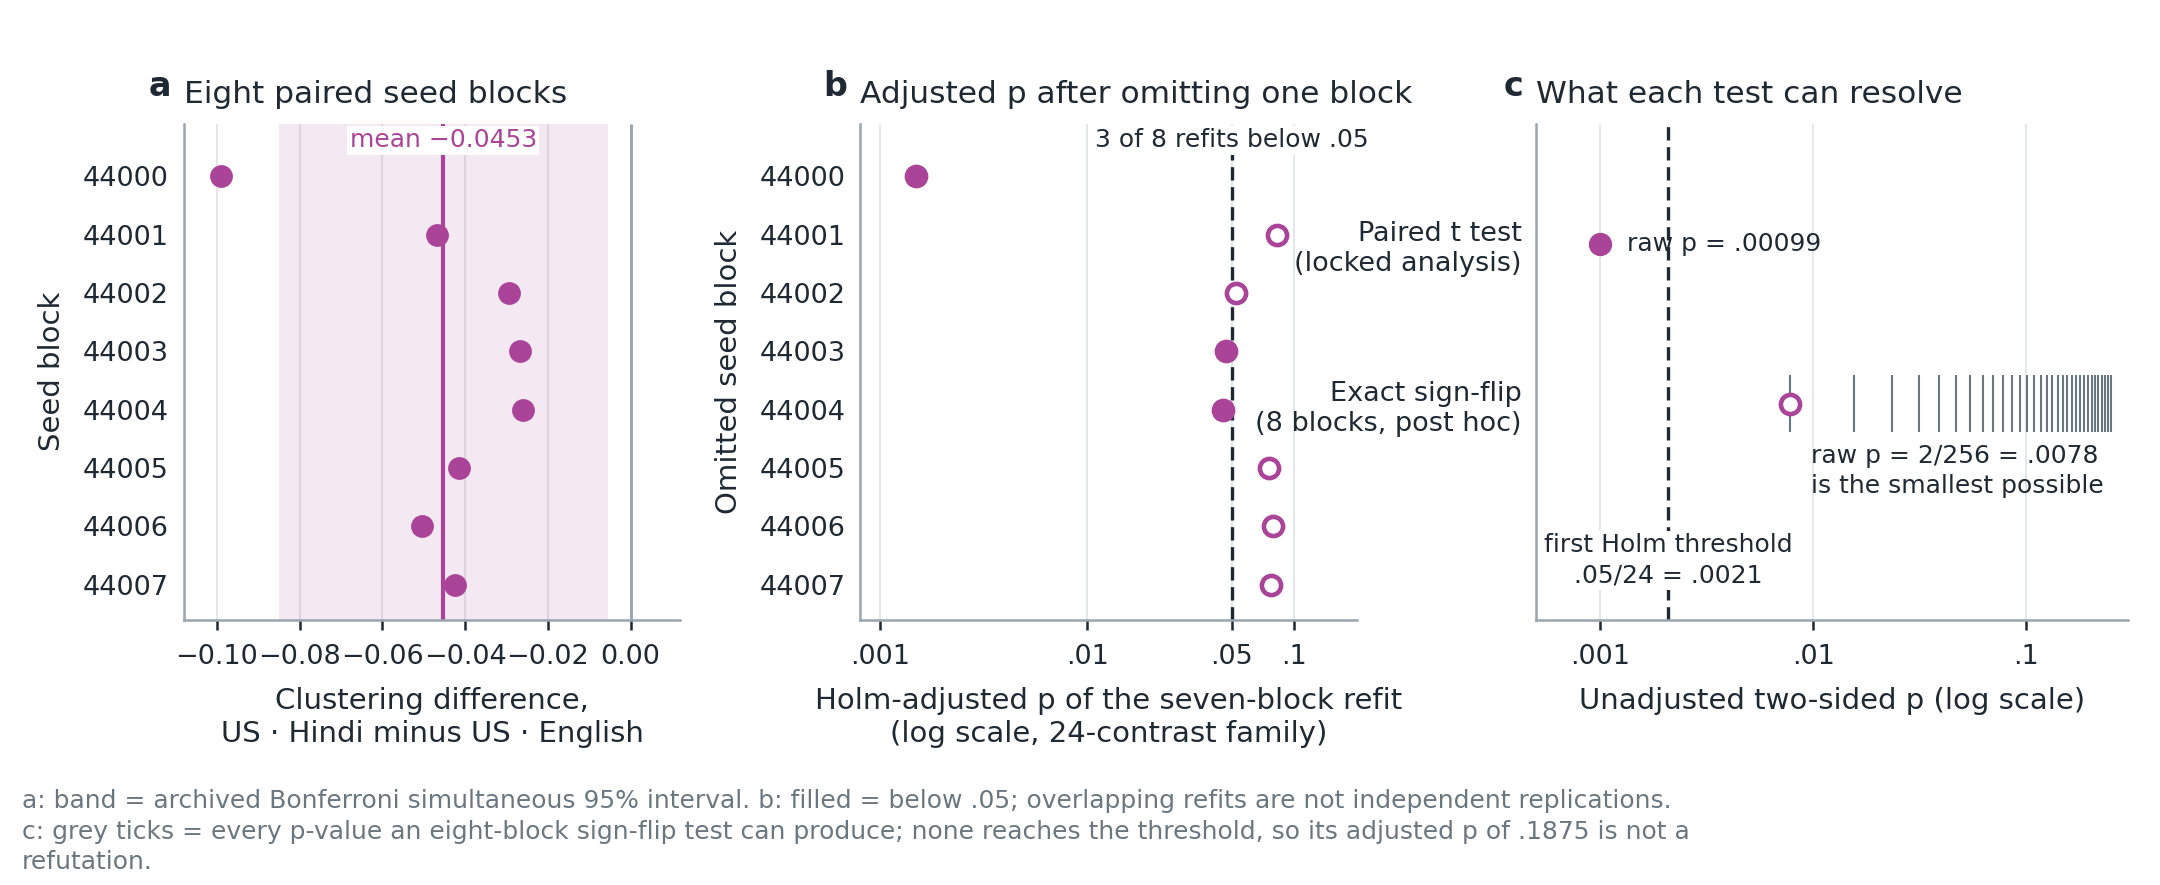 a Eight paired seed blocks
mean −0.0453
44000
44001
44002
44003
44004
44005
44006
44007
Seed block
−0.10 −0.08 −0.06 −0.04 −0.02 0.00
Clustering difference,
US · Hindi minus US · English
b Adjusted p after omitting one block
3 of 8 refits below .05
44000
44001
44002
44003
44004
44005
44006
44007
Omitted seed block
.001 .01 .05 .1
Holm-adjusted p of the seven-block refit
(log scale, 24-contrast family)
c What each test can resolve
Paired t test
(locked analysis)
raw p = .00099
Exact sign-flip
(8 blocks, post hoc)
raw p = 2/256 = .0078
is the smallest possible
first Holm threshold
.05/24 = .0021
.001 .01 .1
Unadjusted two-sided p (log scale)
a: band = archived Bonferroni simultaneous 95% interval. b: filled = below .05; overlapping refits are not independent replications.
c: grey ticks = every p-value an eight-block sign-flip test can produce; none reaches the threshold, so its adjusted p of .1875 is not a
refutation.